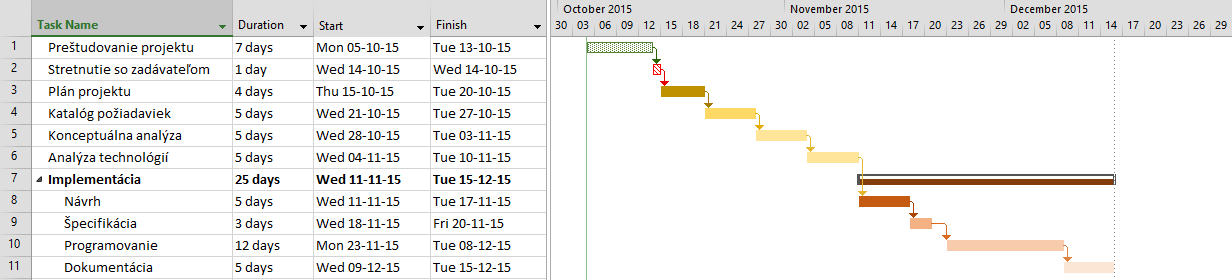 October 2015 November 2015 December 2015
Task Name Duration Start Finish 30 03 06 09 12 15 18 21 24 27 30 02 05 08 11 14 17 20 23 26 29 02 05 08 11 14 17 20 23 26 29
1 Preštudovanie projektu 7 days Mon 05-10-15 Tue 13-10-15
2 Stretnutie so zadávateľom 1 day Wed 14-10-15 Wed 14-10-15
3 Plán projektu 4 days Thu 15-10-15 Tue 20-10-15
4 Katalóg požiadaviek 5 days Wed 21-10-15 Tue 27-10-15
5 Konceptuálna analýza 5 days Wed 28-10-15 Tue 03-11-15
6 Analýza technológií 5 days Wed 04-11-15 Tue 10-11-15
7 Implementácia 25 days Wed 11-11-15 Tue 15-12-15
8 Návrh 5 days Wed 11-11-15 Tue 17-11-15
9 Špecifikácia 3 days Wed 18-11-15 Fri 20-11-15
10 Programovanie 12 days Mon 23-11-15 Tue 08-12-15
11 Dokumentácia 5 days Wed 09-12-15 Tue 15-12-15